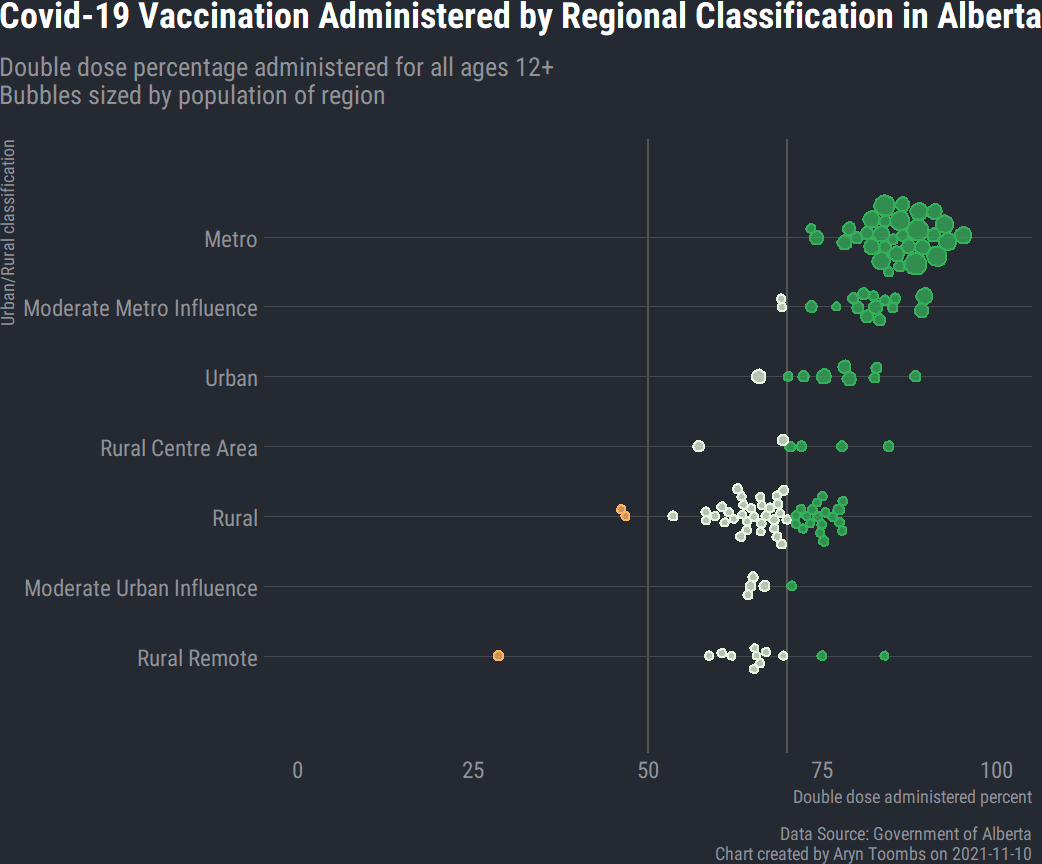 Covid-19 Vaccination Administered by Regional Classification in Alberta
Double dose percentage administered for all ages 12+
Bubbles sized by population of region
Urban/Rural classification
Metro
Moderate Metro Influence
Urban
Rural Centre Area
Rural
Moderate Urban Influence
Rural Remote
0 25 50 75 100
Double dose administered percent
Data Source: Government of Alberta
Chart created by Aryn Toombs on 2021-11-10